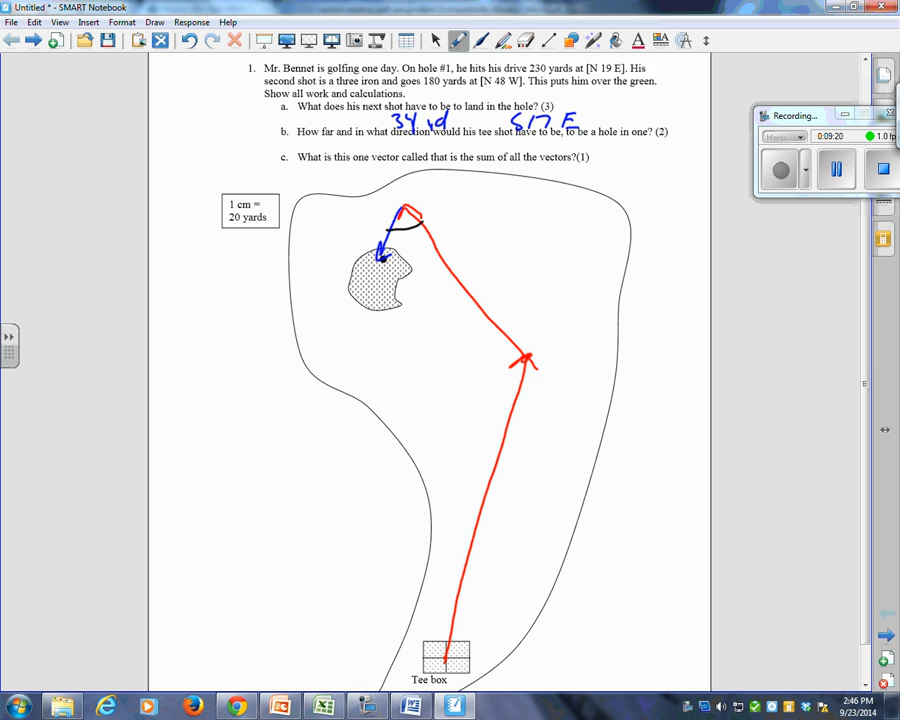 Untitled * - SMART Notebook
File Edit View Insert Format Draw Response Help
1. Mr. Bennet is golfing one day. On hole #1, he hits his drive 230 yards at [N 19 E]. His
second shot is a three iron and goes 180 yards at [N 48 W]. This puts him over the green.
Show all work and calculations.
a. What does his next shot have to be to land in the hole? (3)
34 yd S 17 E
b. How far and in what direction would his tee shot have to be, to be a hole in one? (2)
c. What is this one vector called that is the sum of all the vectors?(1)
1 cm =
20 yards
Recording...
Menu
0:09:20
1.0
Tee box
2:46 PM
9/23/2014